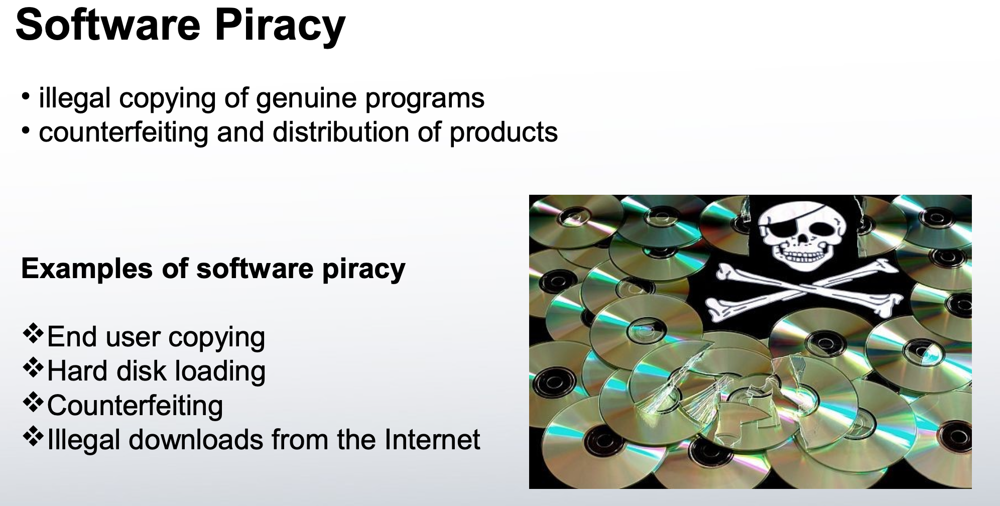 Software Piracy
• illegal copying of genuine programs
• counterfeiting and distribution of products
Examples of software piracy
❖End user copying
❖Hard disk loading
❖Counterfeiting
❖Illegal downloads from the Internet